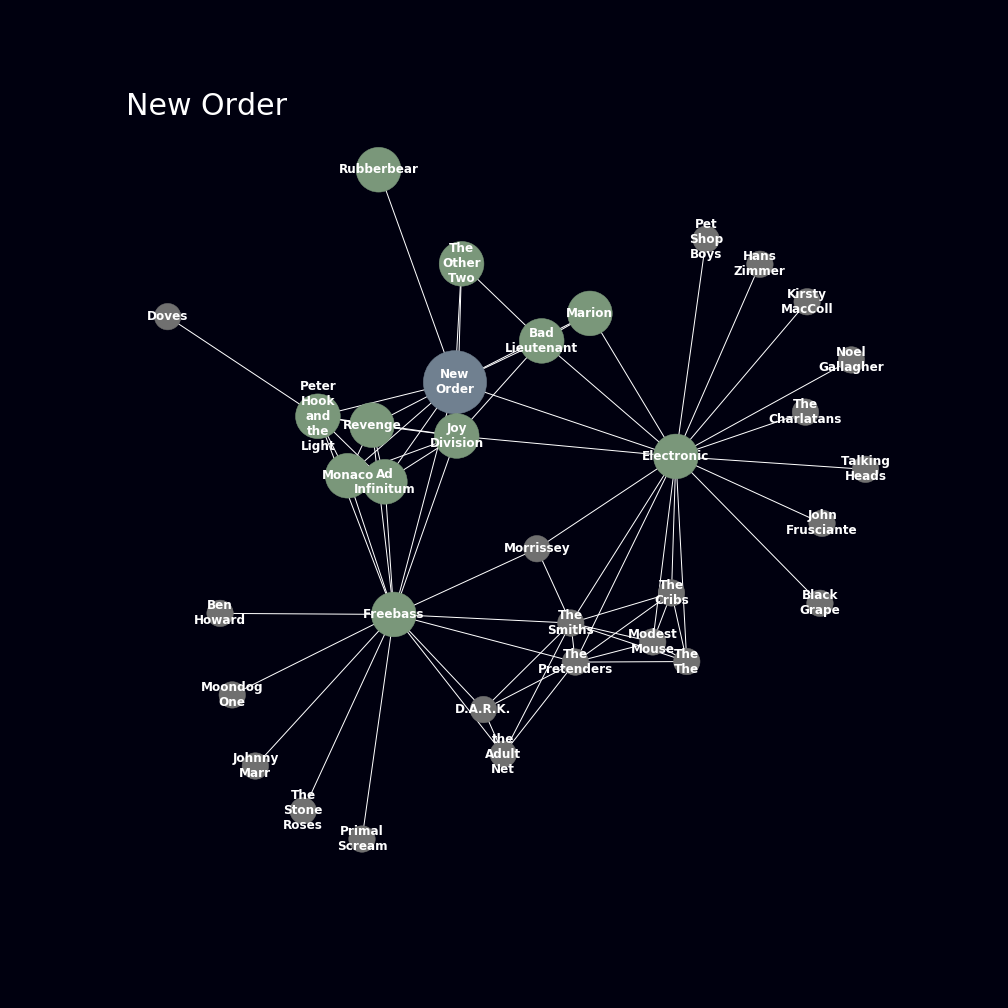 New Order
Rubberbear
Pet
Shop
Boys
The
Other
Two
Hans
Zimmer
Kirsty
MacColl
Doves
Marion
Bad
Lieutenant
Noel
Gallagher
New
Order
Peter
Hook
and
the
Light
The
Charlatans
Revenge
Joy
Division
Electronic
Talking
Heads
Monaco
Ad
Infinitum
John
Frusciante
Morrissey
The
Cribs
Black
Grape
Ben
Howard
Freebass
The
Smiths
Modest
Mouse
The
Pretenders
The
The
Moondog
One
D.A.R.K.
the
Adult
Net
Johnny
Marr
The
Stone
Roses
Primal
Scream